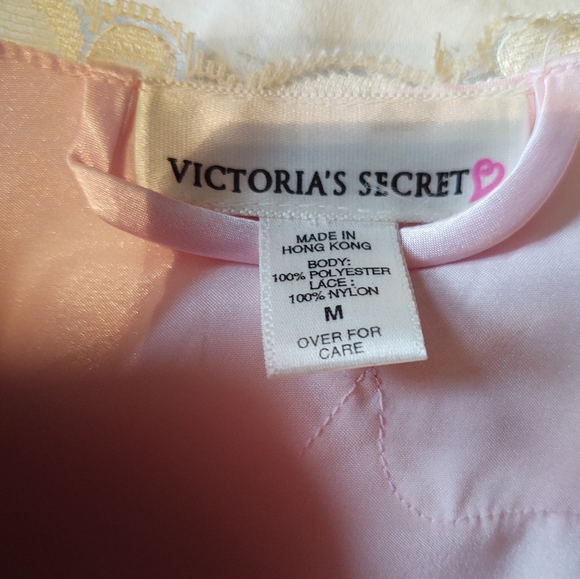 VICTORIA'S SECRET
MADE IN
HONG KONG
BODY:
100% POLYESTER
LACE :
100% NYLON
M
OVER FOR
CARE